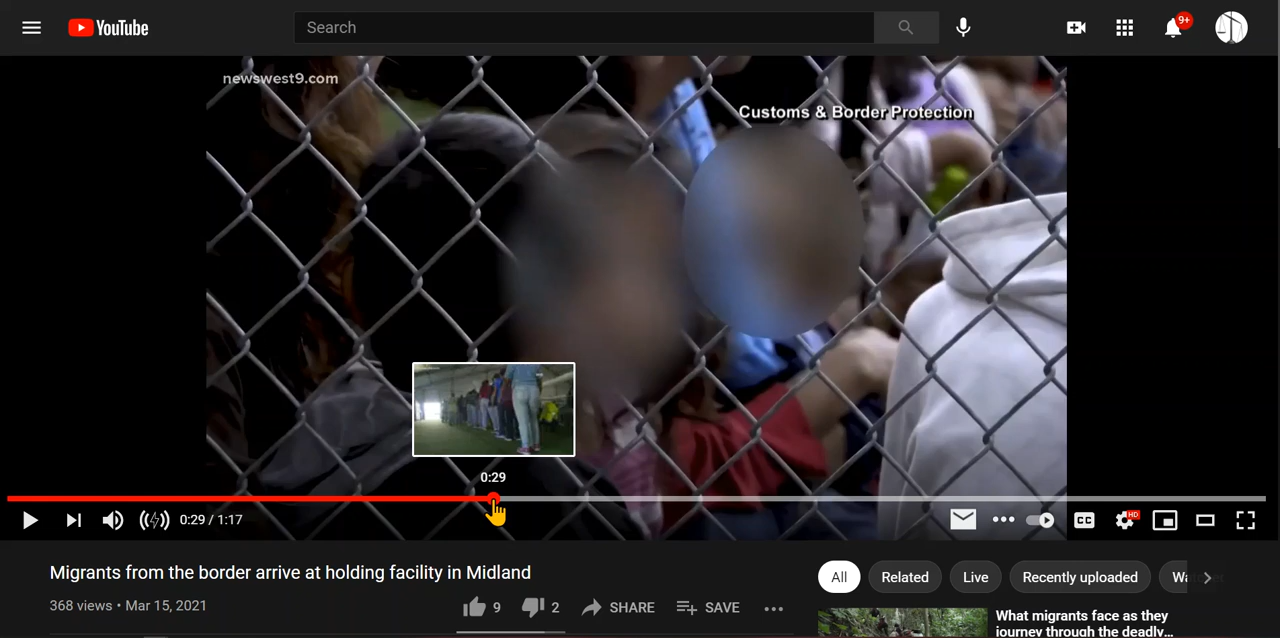 YouTube
Search
9+
newswest9.com
Customs & Border Protection
0:29
0:29 / 1:17
CC
HD
Migrants from the border arrive at holding facility in Midland
368 views • Mar 15, 2021
9
2
SHARE
SAVE
All
Related
Live
Recently uploaded
What migrants face as they
journey through the deadly...